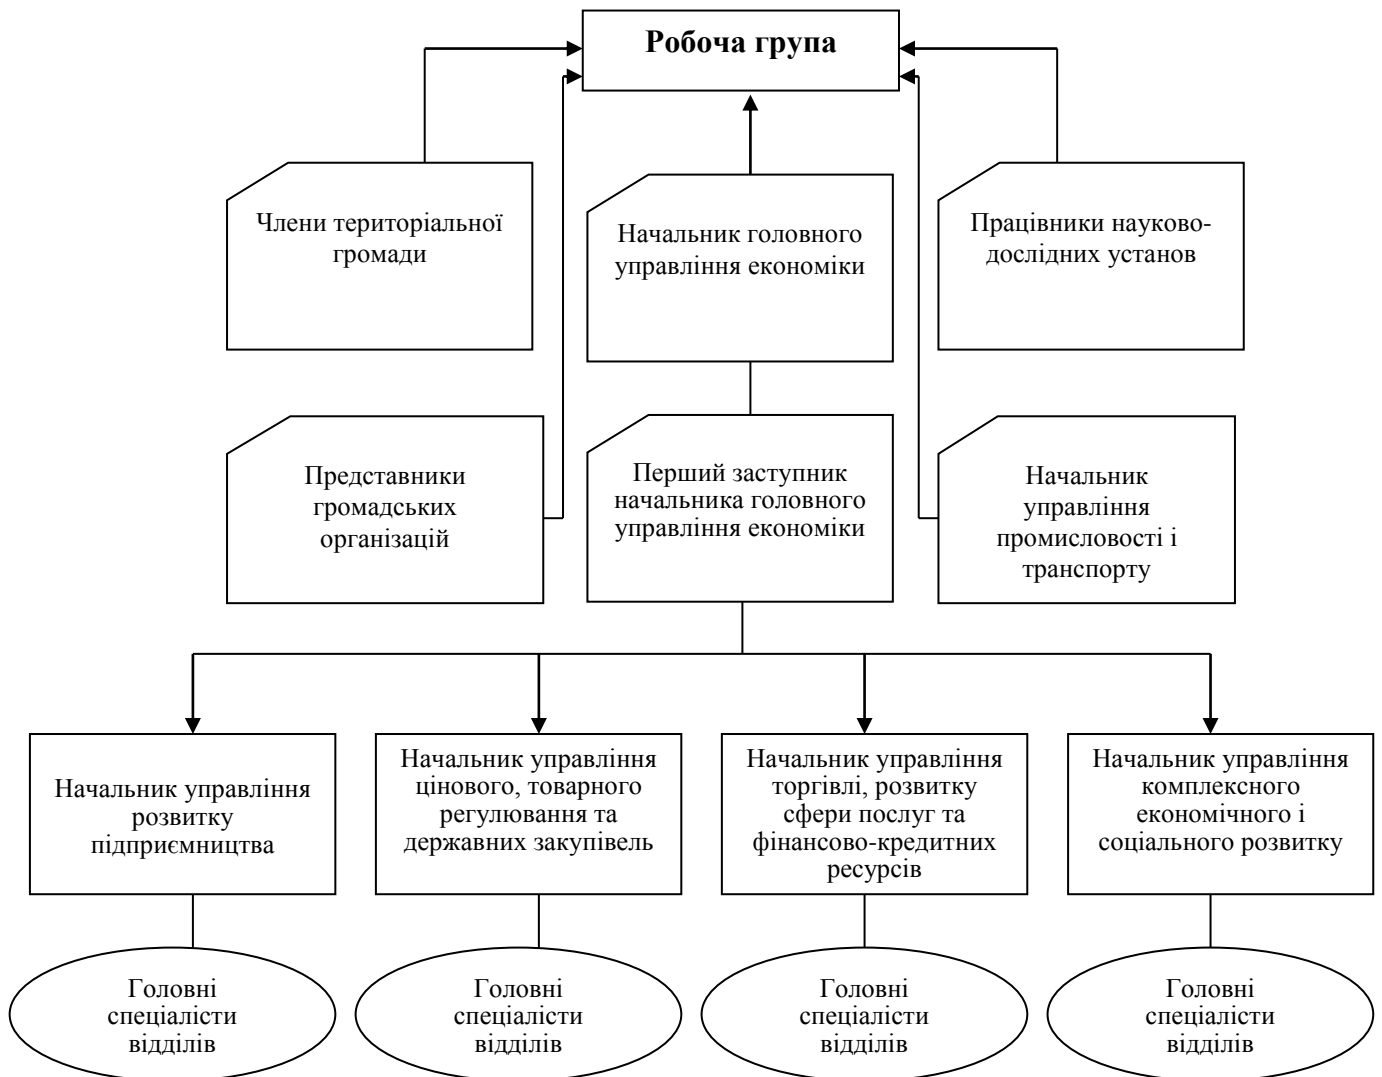 Робоча група
Члени територіальної
громади
Начальник головного
управління економіки
Працівники науково-
дослідних установ
Представники
громадських
організацій
Перший заступник
начальника головного
управління економіки
Начальник
управління
промисловості і
транспорту
Начальник управління
розвитку
підприємництва
Начальник управління
цінового, товарного
регулювання та
державних закупівель
Начальник управління
торгівлі, розвитку
сфери послуг та
фінансово-кредитних
ресурсів
Начальник управління
комплексного
економічного і
соціального розвитку
Головні
спеціалісти
відділів
Головні
спеціалісти
відділів
Головні
спеціалісти
відділів
Головні
спеціалісти
відділів